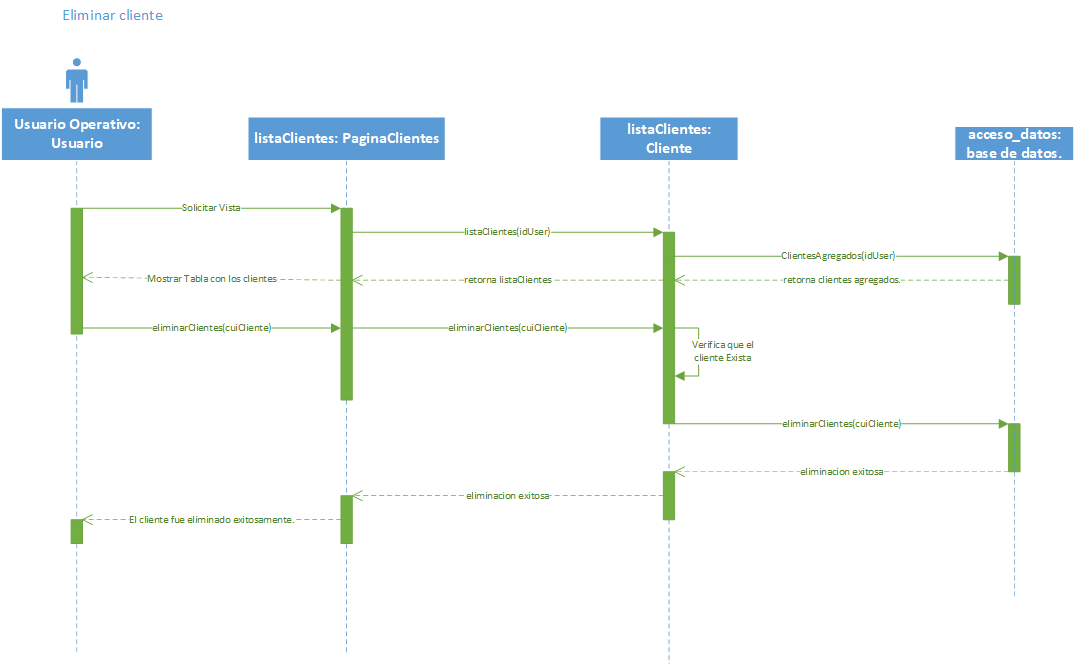 Eliminar cliente
Usuario Operativo:
Usuario
listaClientes: PaginaClientes
listaClientes:
Cliente
acceso_datos:
base de datos.
Solicitar Vista
listaClientes(idUser)
ClientesAgregados(idUser)
Mostrar Tabla con los clientes
retorna listaClientes
retorna clientes agregados.
eliminarClientes(cuiCliente)
eliminarClientes(cuiCliente)
Verifica que el
cliente Exista
eliminarClientes(cuiCliente)
eliminacion exitosa
eliminacion exitosa
El cliente fue eliminado exitosamente.